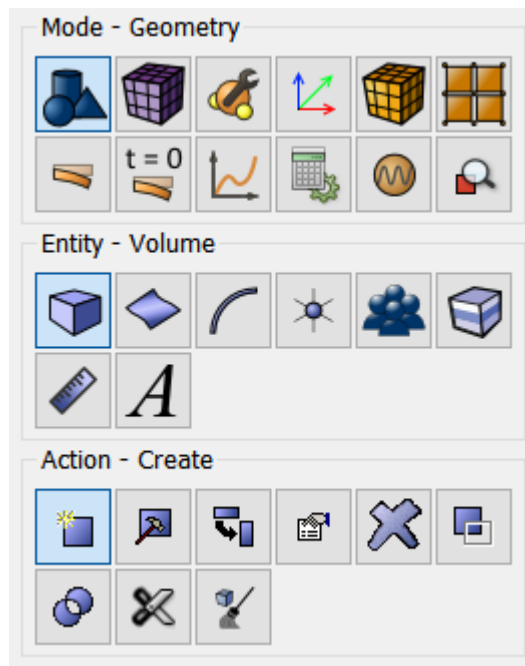 Mode - Geometry
t = 0
Entity - Volume
A
Action - Create